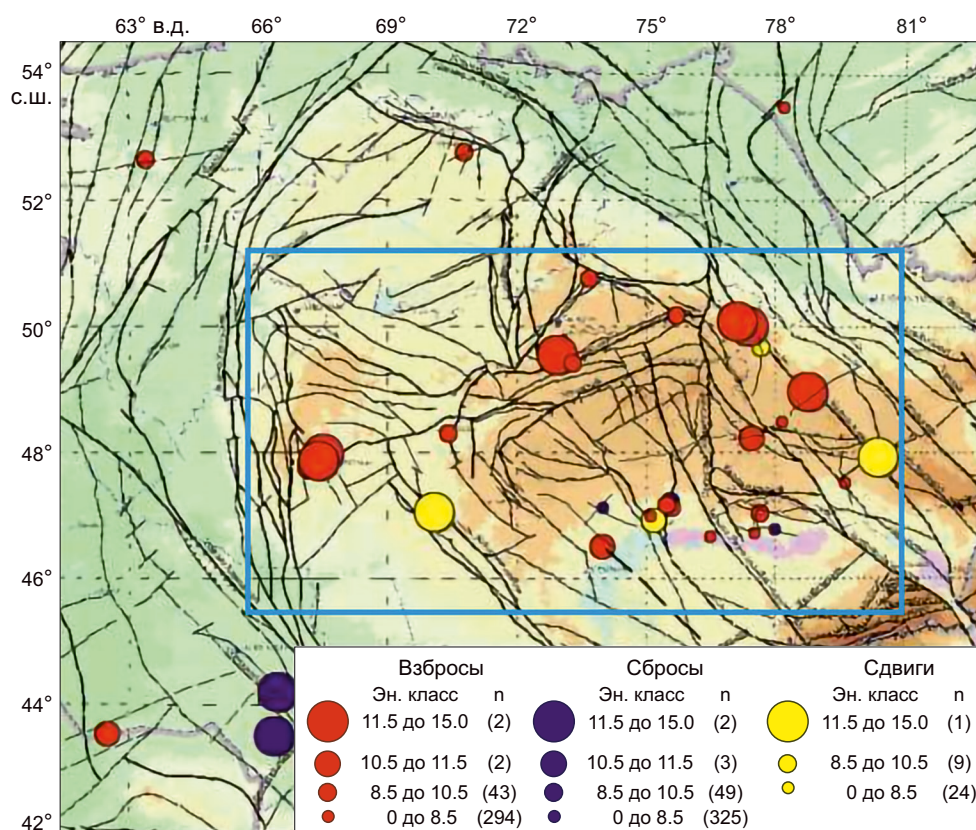 63° в.д. 66° 69° 72° 75° 78° 81°
54°
с.ш.
52°
50°
48°
46°
44°
42°
Взбросы Сбросы Сдвиги
Эн. класс n Эн. класс n Эн. класс n
11.5 до 15.0 (2) 11.5 до 15.0 (2) 11.5 до 15.0 (1)
10.5 до 11.5 (2) 10.5 до 11.5 (3) 8.5 до 10.5 (9)
8.5 до 10.5 (43) 8.5 до 10.5 (49) 0 до 8.5 (24)
0 до 8.5 (294) 0 до 8.5 (325)